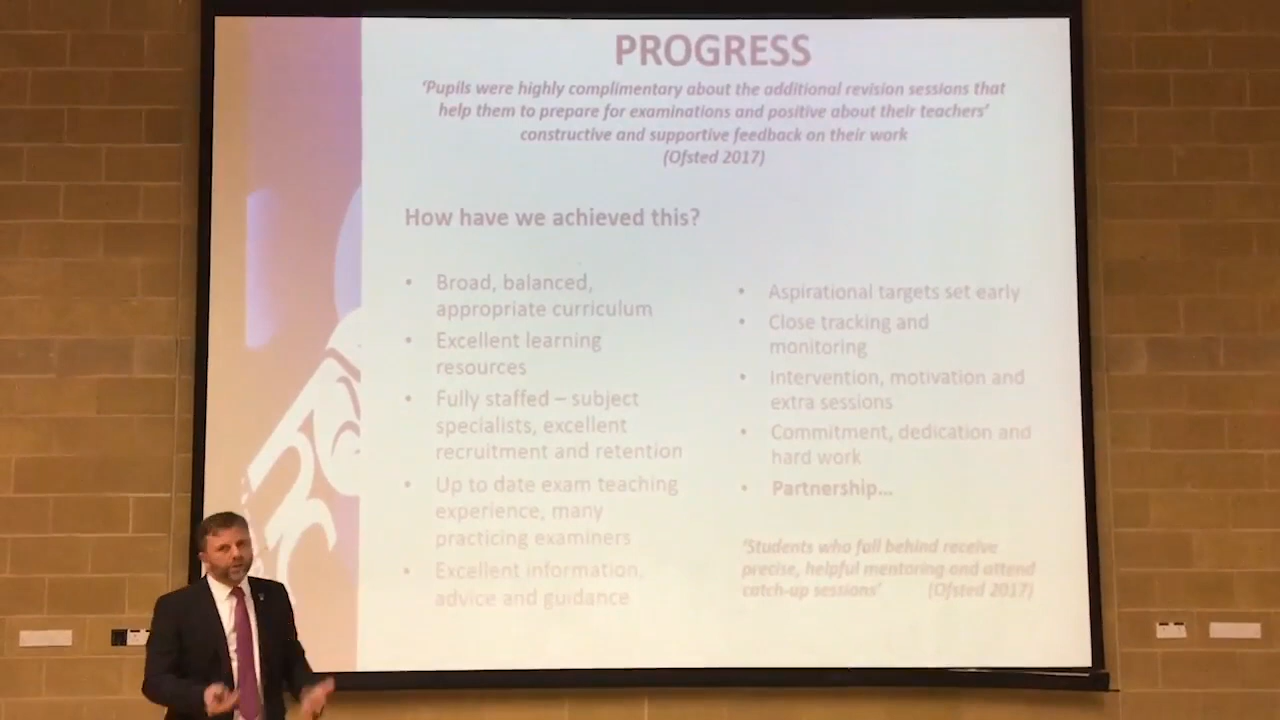 PROGRESS
‘Pupils were highly complimentary about the additional revision sessions that
help them to prepare for examinations and positive about their teachers’
constructive and supportive feedback on their work
(Ofsted 2017)
How have we achieved this?
• Broad, balanced,
appropriate curriculum
• Excellent learning
resources
• Fully staffed – subject
specialists, excellent
recruitment and retention
• Up to date exam teaching
experience, many
practicing examiners
• Excellent information,
advice and guidance
• Aspirational targets set early
• Close tracking and
monitoring
• Intervention, motivation and
extra sessions
• Commitment, dedication and
hard work
• Partnership...
‘Students who fall behind receive
precise, helpful mentoring and attend
catch-up sessions’ (Ofsted 2017)